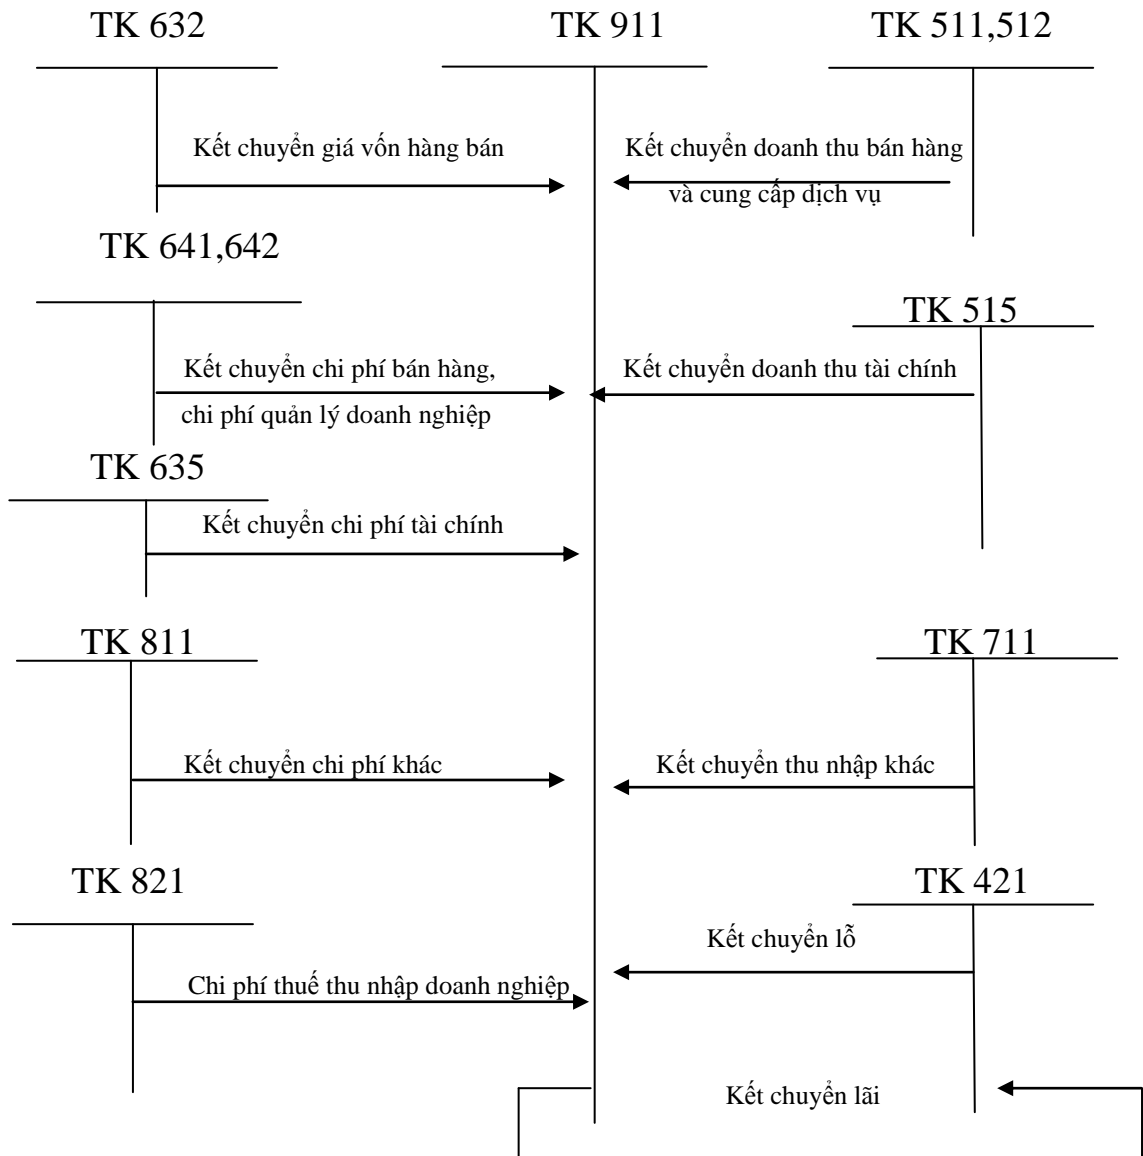 TK 632
TK 911
TK 511,512
Kết chuyển giá vốn hàng bán
Kết chuyển doanh thu bán hàng
và cung cấp dịch vụ
TK 641,642
TK 515
Kết chuyển chi phí bán hàng,
chi phí quản lý doanh nghiệp
Kết chuyển doanh thu tài chính
TK 635
Kết chuyển chi phí tài chính
TK 811
TK 711
Kết chuyển chi phí khác
Kết chuyển thu nhập khác
TK 821
TK 421
Kết chuyển lỗ
Chi phí thuế thu nhập doanh nghiệp
Kết chuyển lãi